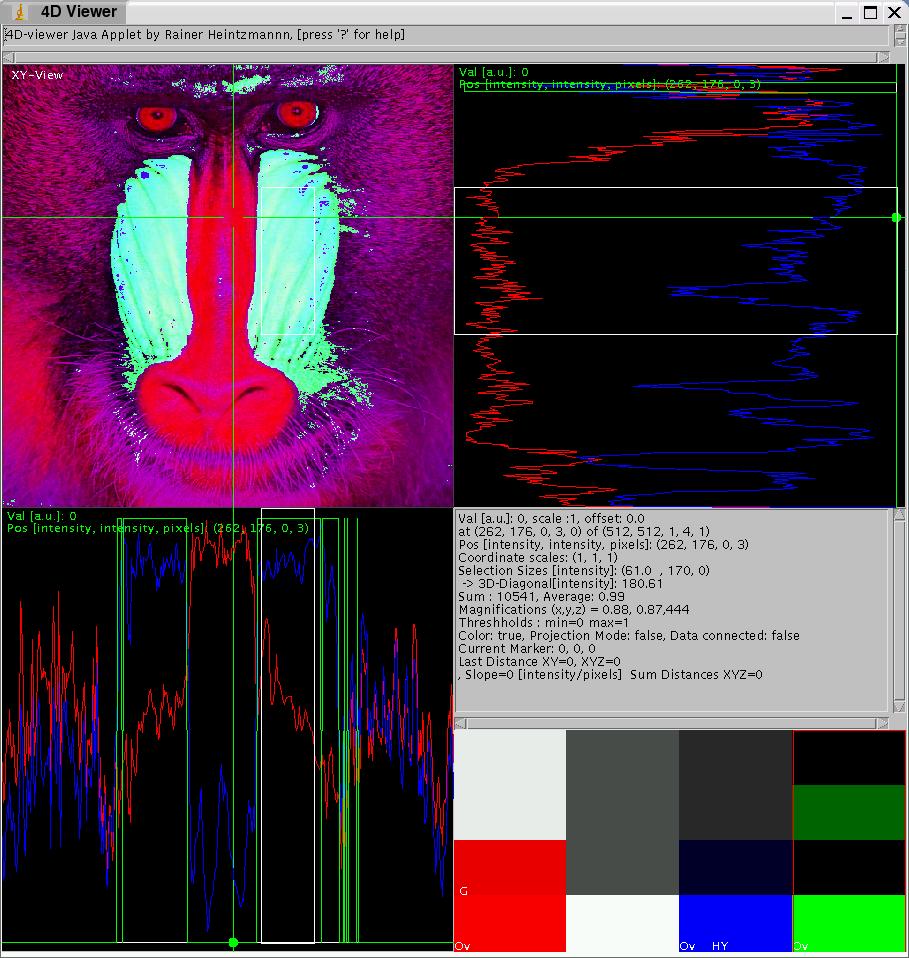 4D Viewer
4D-viewer Java Applet by Rainer Heintzmannn, [press '?' for help]
XY-View
Val [a.u.]: 0
Pos [intensity, intensity, pixels]: (262, 176, 0, 3)
Val [a.u.]: 0
Pos [intensity, intensity, pixels]: (262, 176, 0, 3)
Val [a.u.]: 0, scale :1, offset: 0.0
at (262, 176, 0, 3, 0) of (512, 512, 1, 4, 1)
Pos [intensity, intensity, pixels]: (262, 176, 0, 3)
Coordinate scales: (1, 1, 1)
Selection Sizes [intensity]: (61.0 , 170, 0)
-> 3D-Diagonal[intensity]: 180.61
Sum : 10541, Average: 0.99
Magnifications (x,y,z) = 0.88, 0.87,444
Threshholds : min=0 max=1
Color: true, Projection Mode: false, Data connected: false
Current Marker: 0, 0, 0
Last Distance XY=0, XYZ=0
, Slope=0 [intensity/pixels] Sum Distances XYZ=0
G
Ov
Ov HY
Ov